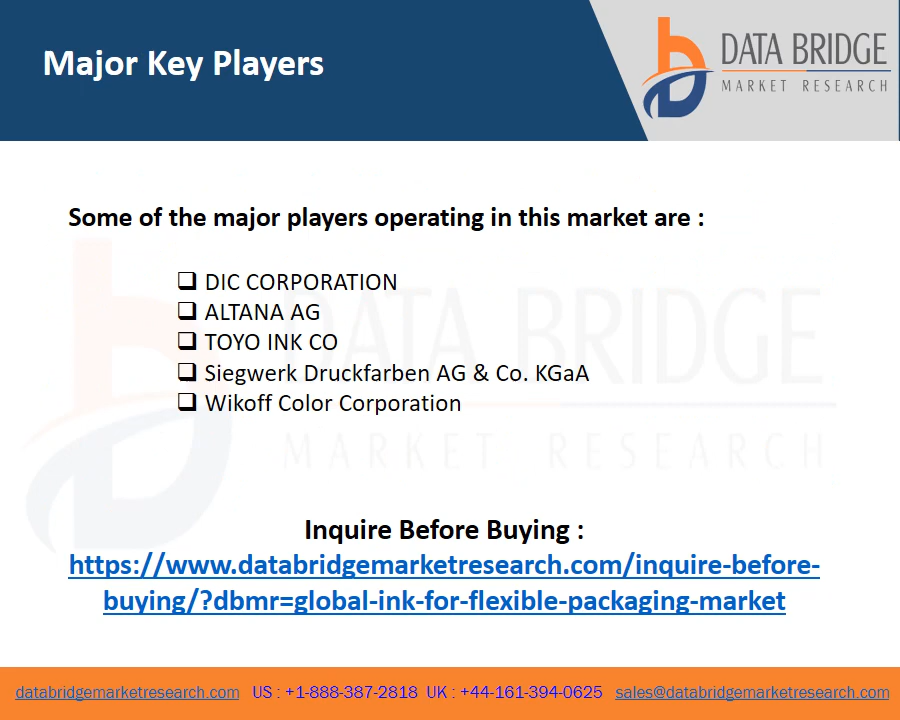 Major Key Players
DATA BRIDGE
MARKET RESEARCH
Some of the major players operating in this market are :
❑ DIC CORPORATION
❑ ALTANA AG
❑ TOYO INK CO
❑ Siegwerk Druckfarben AG & Co. KGaA
❑ Wikoff Color Corporation
DATA BRIDGE
MARKET RESEARCH
Inquire Before Buying :
https://www.databridgemarketresearch.com/inquire-before-
buying/?dbmr=global-ink-for-flexible-packaging-market
databridgemarketresearch.com US : +1-888-387-2818 UK : +44-161-394-0625 sales@databridgemarketresearch.com